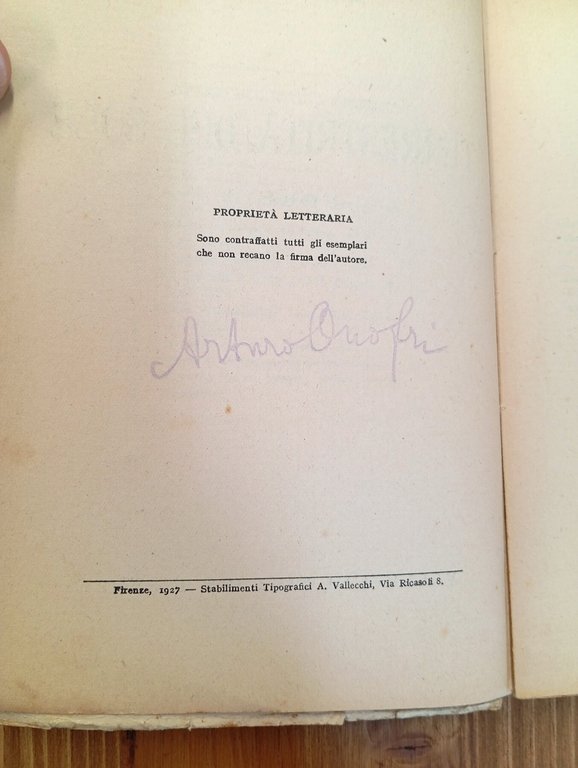 PROPRIETÀ LETTERARIA
Sono contraffatti tutti gli esemplari
che non recano la firma dell'autore.
Arturo Onofri
Firenze, 1927 — Stabilimenti Tipografici A. Vallecchi, Via Ricasoli 8.